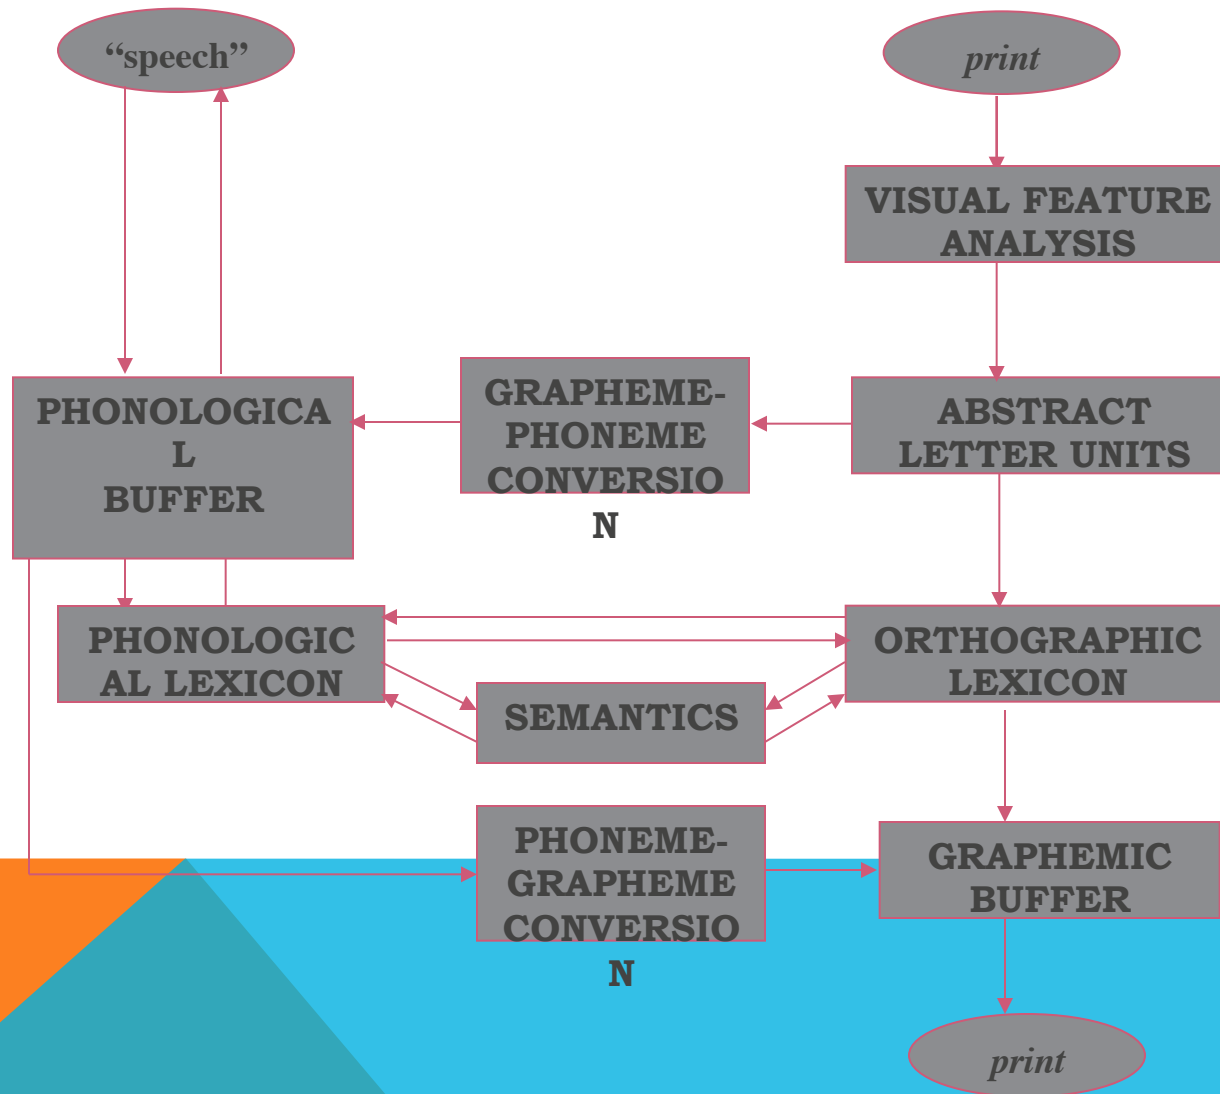 “speech”
print
VISUAL FEATURE
ANALYSIS
PHONOLOGICA
L
BUFFER
GRAPHEME-
PHONEME
CONVERSIO
N
ABSTRACT
LETTER UNITS
PHONOLOGIC
AL LEXICON
SEMANTICS
ORTHOGRAPHIC
LEXICON
PHONEME-
GRAPHEME
CONVERSIO
N
GRAPHEMIC
BUFFER
print